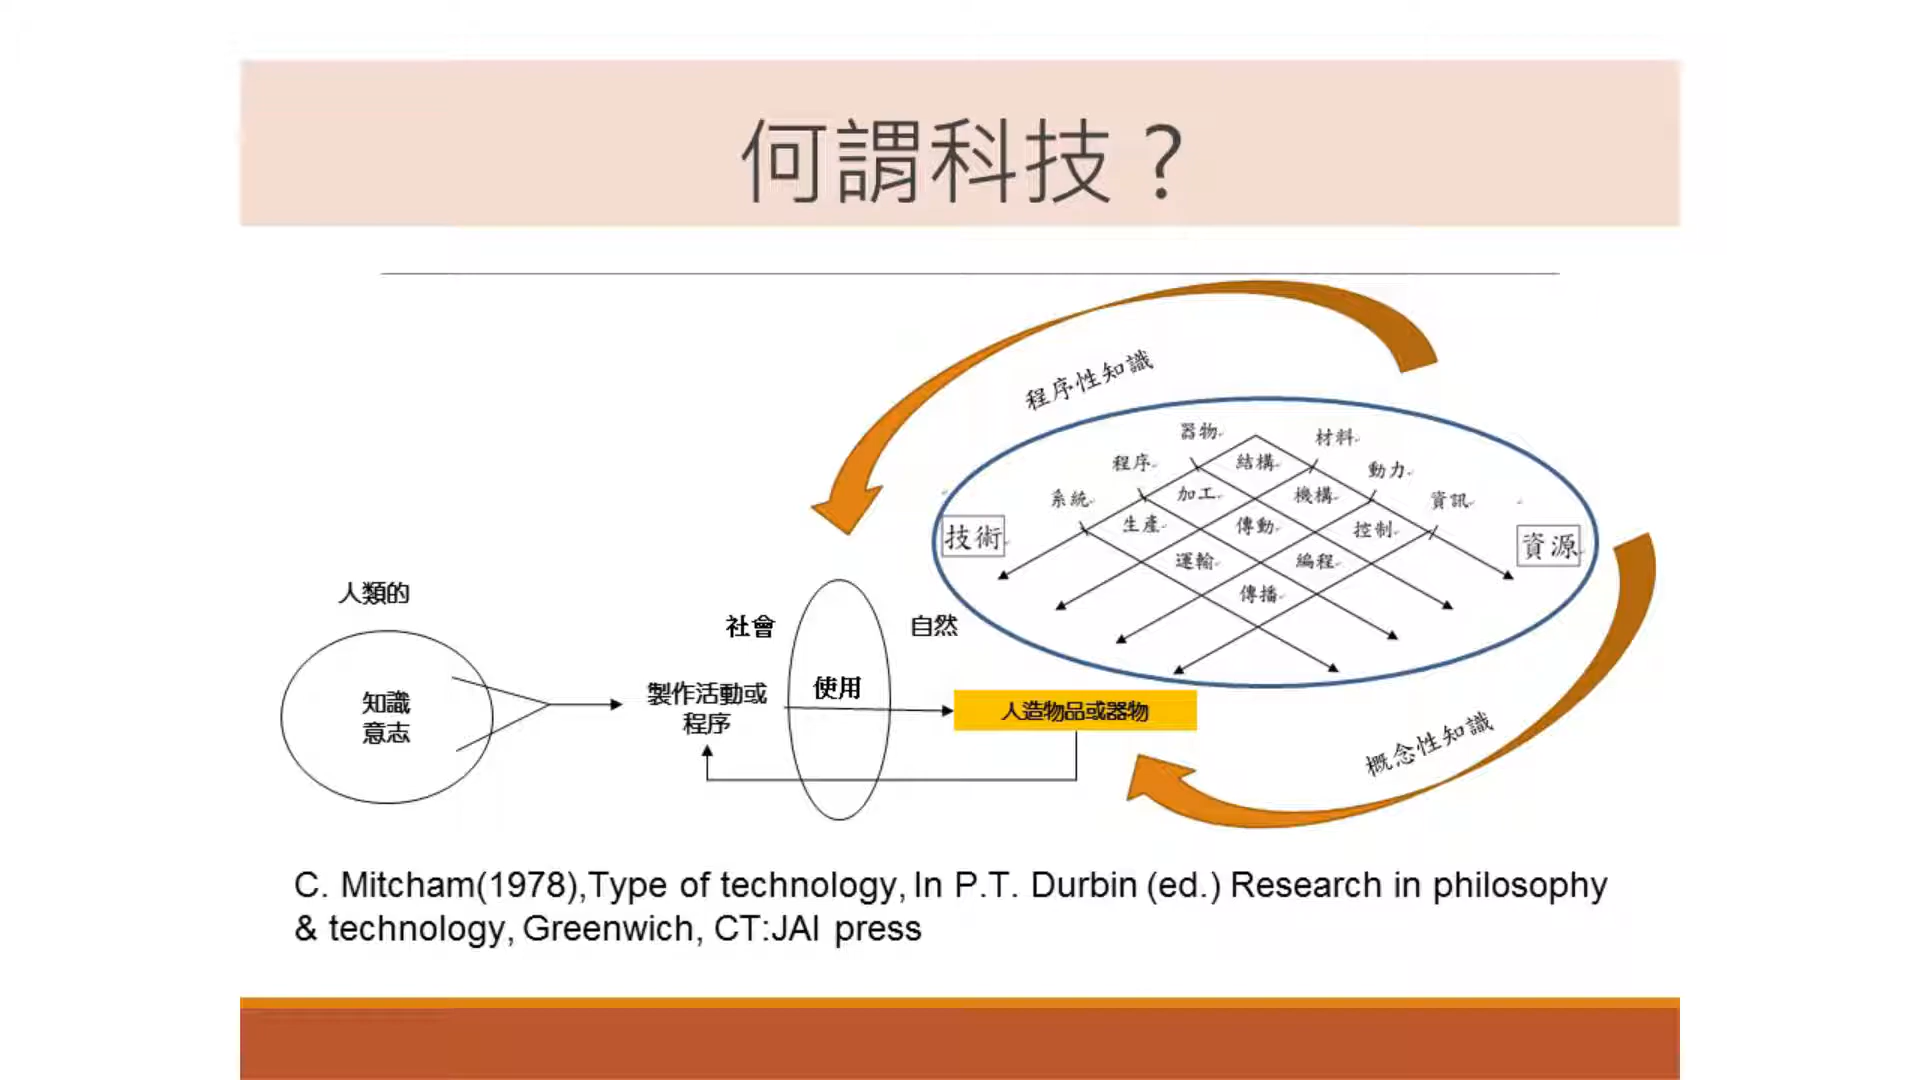 何謂科技？
程序性知識
器物
材料
程序
結構
動力
系統
加工
機構
資訊
技術
生產
傳動
控制
資源
運輸
編程
傳播
人類的
社會
自然
知識
意志
製作活動或
程序
使用
人造物品或器物
概念性知識
C. Mitcham(1978),Type of technology, In P.T. Durbin (ed.) Research in philosophy
& technology, Greenwich, CT:JAI press